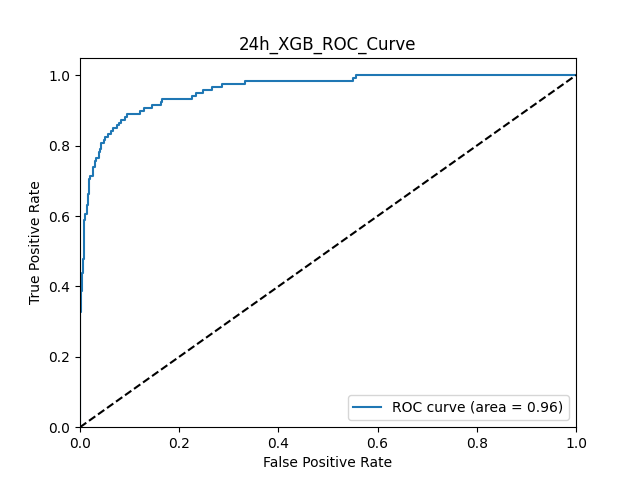 24h_XGB_ROC_Curve
1.0
0.8
0.6
0.4
0.2
0.0
True Positive Rate
ROC curve (area = 0.96)
0.0 0.2 0.4 0.6 0.8 1.0
False Positive Rate